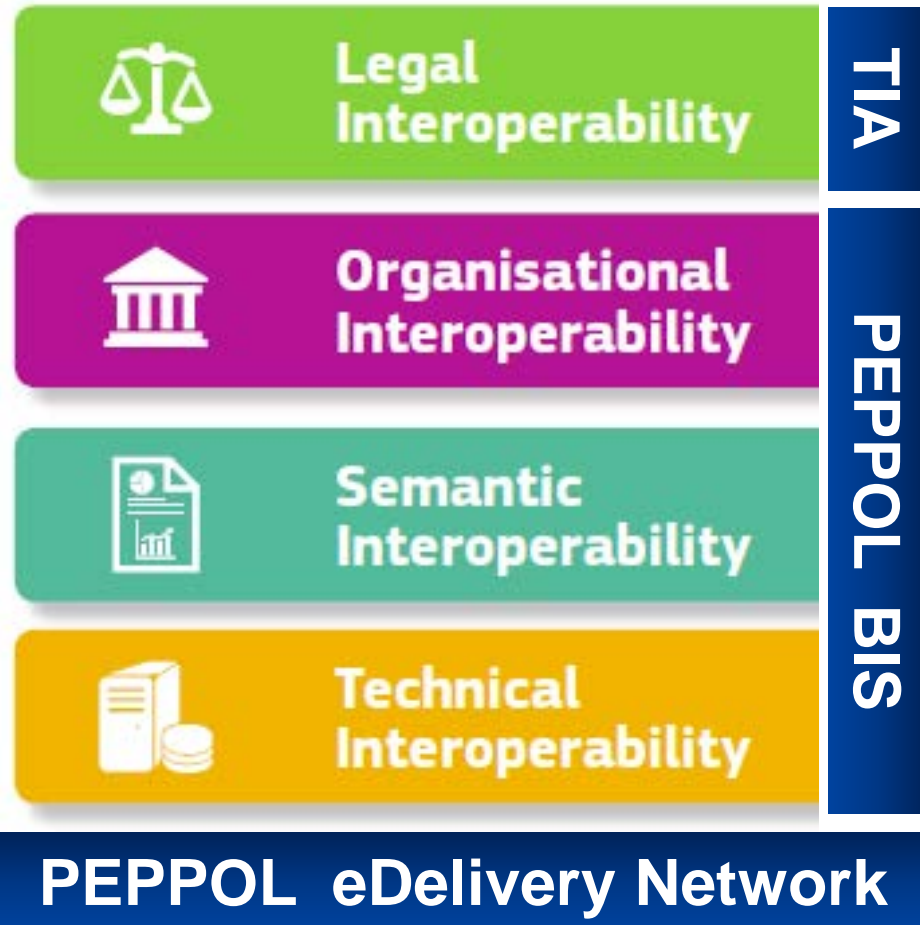 Legal
Interoperability
TIA
Organisational
Interoperability
Semantic
Interoperability
Technical
Interoperability
PEPPOL BIS
PEPPOL eDelivery Network